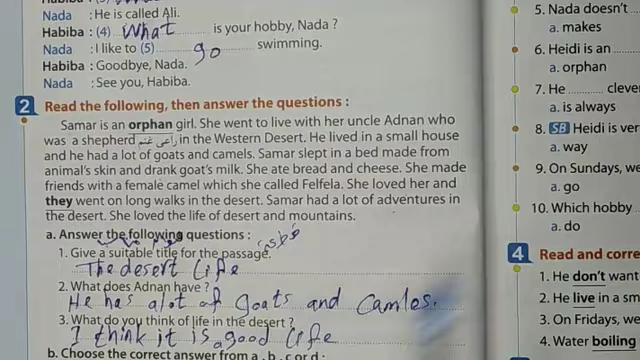 Nada : He is called Ali.
Habiba: (4) What is your hobby, Nada ?
Nada : I like to (5) go swimming.
Habiba: Goodbye, Nada.
Nada : See you, Habiba.
2 Read the following, then answer the questions :
Samar is an orphan girl. She went to live with her uncle Adnan who
was a shepherd راعي غنم in the Western Desert. He lived in a small house
and he had a lot of goats and camels. Samar slept in a bed made from
animal's skin and drank goat's milk. She ate bread and cheese. She made
friends with a female camel which she called Felfela. She loved her and
they went on long walks in the desert. Samar had a lot of adventures in
the desert. She loved the life of desert and mountains.
a. Answer the following questions :
1. Give a suitable title for the passage.
The desert life
2. What does Adnan have ?
He has a lot of goats and camles.
3. What do you think of life in the desert ?
I think it is a good life
b. Choose the correct answer from a , b , c or d :
5. Nada doesn't
a. makes
6. Heidi is an
a. orphan
7. He cleve
a. is always
8. SB Heidi is ver
a. way
9. On Sundays, we
a. go
10. Which hobby
a. do
4 Read and corre
1. He don't want
2. He live in a sm
3. On Fridays, we
4. Water boiling